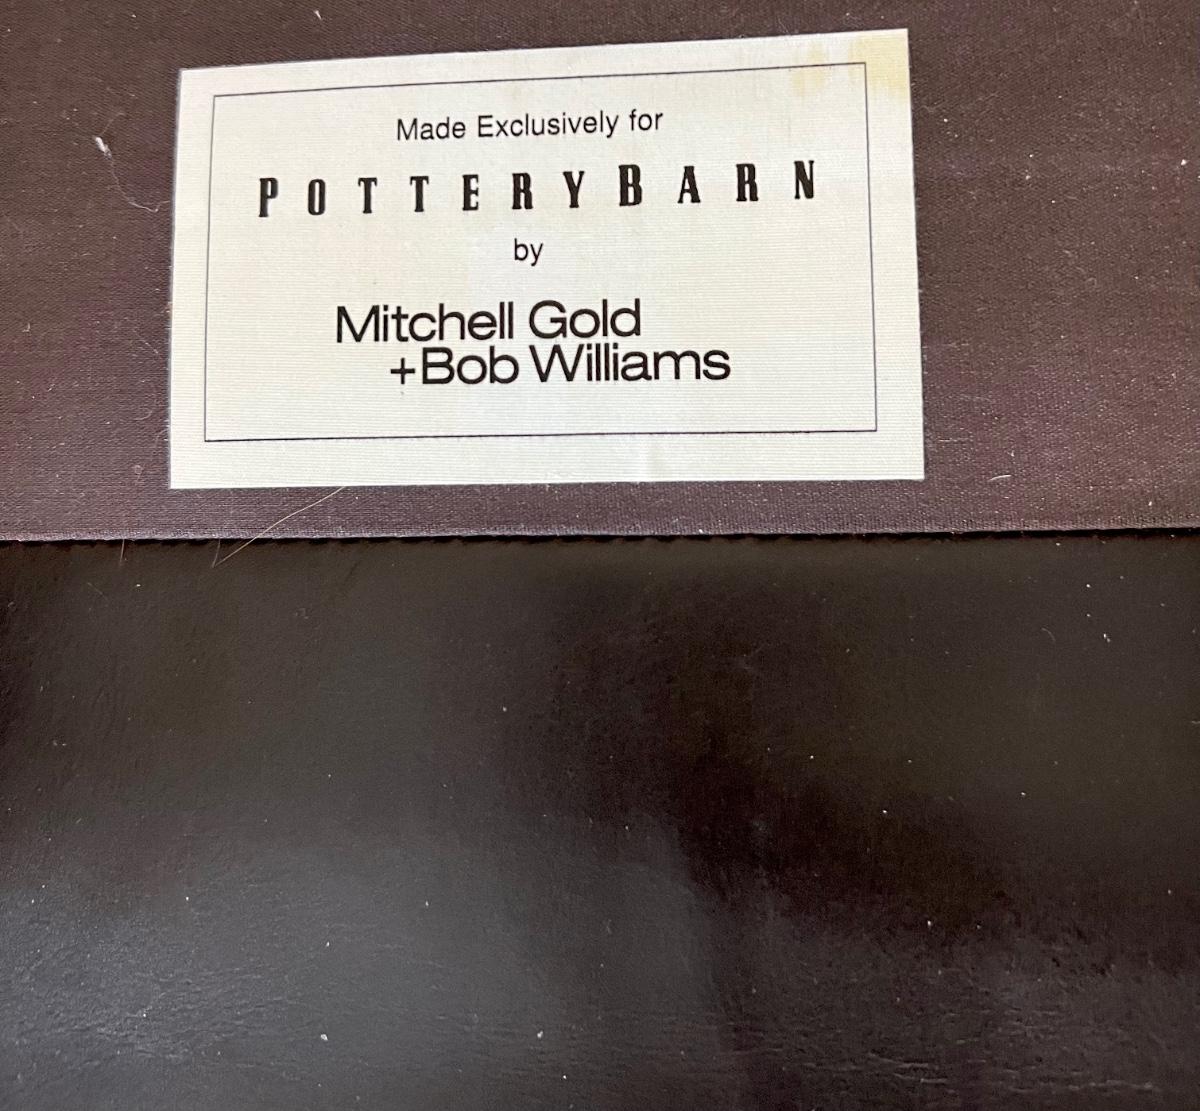 Made Exclusively for
POTTERYBARN
by
Mitchell Gold
+Bob Williams